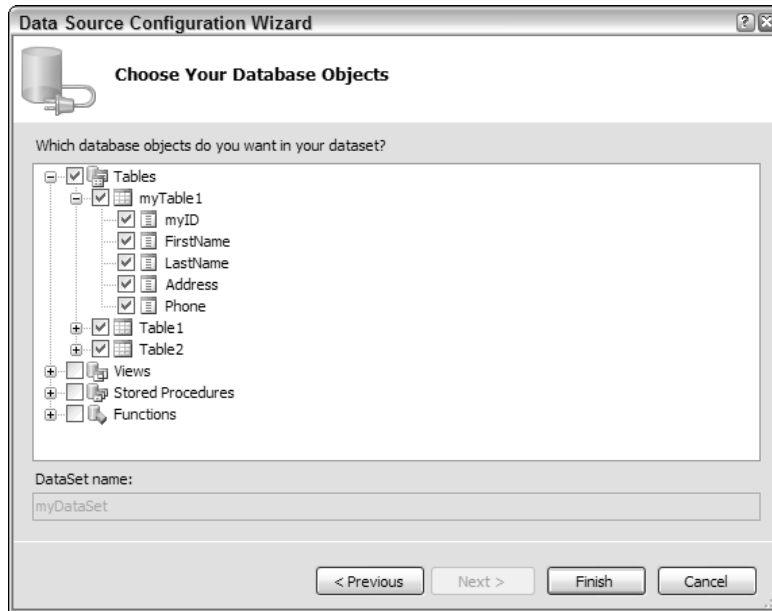 Data Source Configuration Wizard
Choose Your Database Objects
Which database objects do you want in your dataset?
Tables
myTable1
myID
FirstName
LastName
Address
Phone
Table1
Table2
Views
Stored Procedures
Functions
DataSet name:
myDataSet
< Previous
Next >
Finish
Cancel